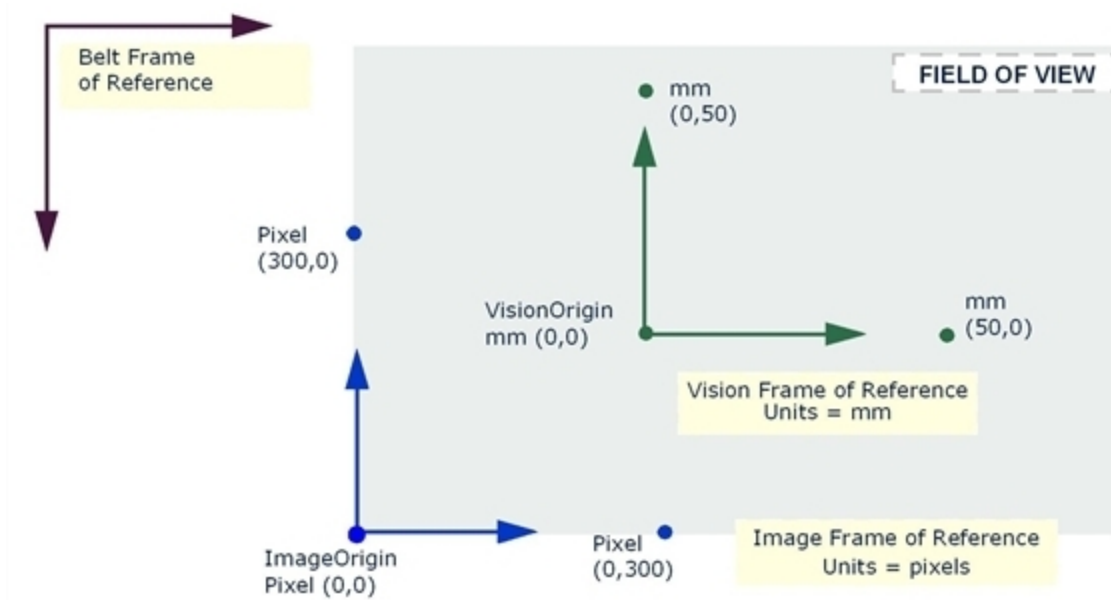 Belt Frame
of Reference
FIELD OF VIEW
mm
(0,50)
Pixel
(300,0)
VisionOrigin
mm (0,0)
mm
(50,0)
Vision Frame of Reference
Units = mm
ImageOrigin
Pixel (0,0)
Pixel
(0,300)
Image Frame of Reference
Units = pixels